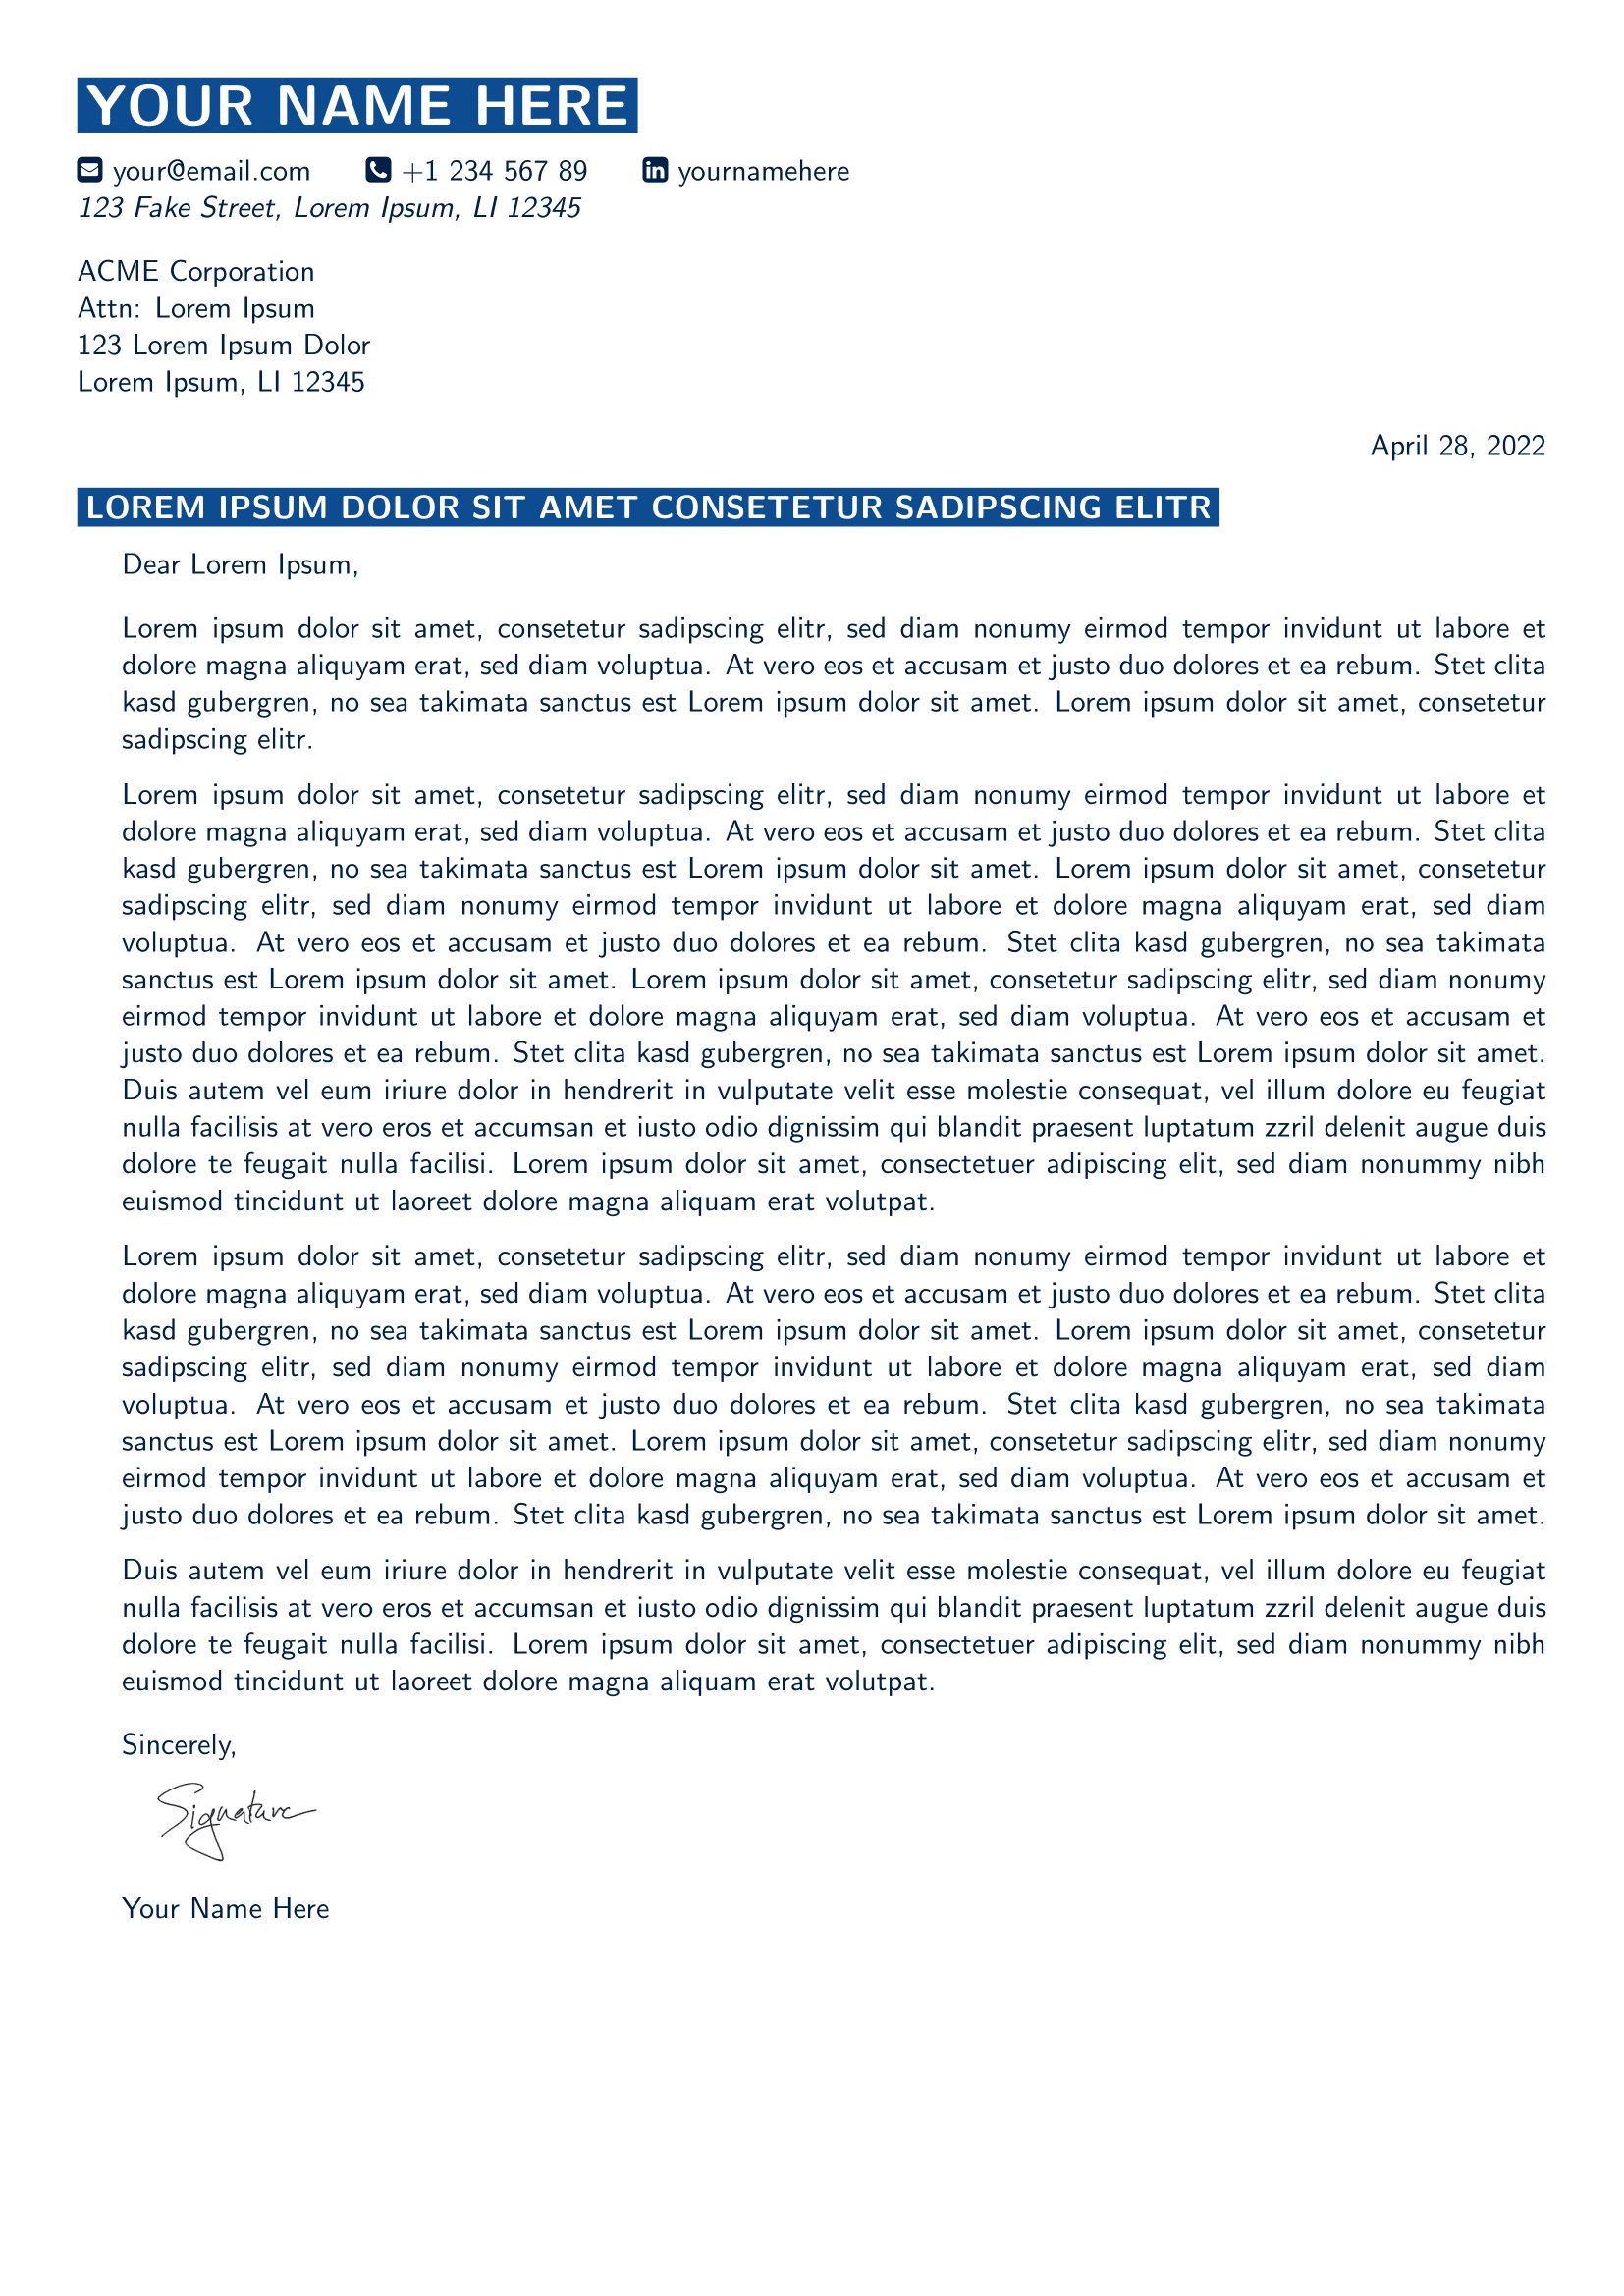 YOUR NAME HERE
your@email.com +1 234 567 89 yournamehere
123 Fake Street, Lorem Ipsum, LI 12345
ACME Corporation
Attn: Lorem Ipsum
123 Lorem Ipsum Dolor
Lorem Ipsum, LI 12345
April 28, 2022
LOREM IPSUM DOLOR SIT AMET CONSETETUR SADIPSCING ELITR
Dear Lorem Ipsum,
Lorem ipsum dolor sit amet, consetetur sadipscing elitr, sed diam nonumy eirmod tempor invidunt ut labore et
dolore magna aliquyam erat, sed diam voluptua. At vero eos et accusam et justo duo dolores et ea rebum. Stet clita
kasd gubergren, no sea takimata sanctus est Lorem ipsum dolor sit amet. Lorem ipsum dolor sit amet, consetetur
sadipscing elitr.
Lorem ipsum dolor sit amet, consetetur sadipscing elitr, sed diam nonumy eirmod tempor invidunt ut labore et
dolore magna aliquyam erat, sed diam voluptua. At vero eos et accusam et justo duo dolores et ea rebum. Stet clita
kasd gubergren, no sea takimata sanctus est Lorem ipsum dolor sit amet. Lorem ipsum dolor sit amet, consetetur
sadipscing elitr, sed diam nonumy eirmod tempor invidunt ut labore et dolore magna aliquyam erat, sed diam
voluptua. At vero eos et accusam et justo duo dolores et ea rebum. Stet clita kasd gubergren, no sea takimata
sanctus est Lorem ipsum dolor sit amet. Lorem ipsum dolor sit amet, consetetur sadipscing elitr, sed diam nonumy
eirmod tempor invidunt ut labore et dolore magna aliquyam erat, sed diam voluptua. At vero eos et accusam et
justo duo dolores et ea rebum. Stet clita kasd gubergren, no sea takimata sanctus est Lorem ipsum dolor sit amet.
Duis autem vel eum iriure dolor in hendrerit in vulputate velit esse molestie consequat, vel illum dolore eu feugiat
nulla facilisis at vero eros et accumsan et iusto odio dignissim qui blandit praesent luptatum zzril delenit augue duis
dolore te feugait nulla facilisi. Lorem ipsum dolor sit amet, consectetuer adipiscing elit, sed diam nonummy nibh
euismod tincidunt ut laoreet dolore magna aliquam erat volutpat.
Lorem ipsum dolor sit amet, consetetur sadipscing elitr, sed diam nonumy eirmod tempor invidunt ut labore et
dolore magna aliquyam erat, sed diam voluptua. At vero eos et accusam et justo duo dolores et ea rebum. Stet clita
kasd gubergren, no sea takimata sanctus est Lorem ipsum dolor sit amet. Lorem ipsum dolor sit amet, consetetur
sadipscing elitr, sed diam nonumy eirmod tempor invidunt ut labore et dolore magna aliquyam erat, sed diam
voluptua. At vero eos et accusam et justo duo dolores et ea rebum. Stet clita kasd gubergren, no sea takimata
sanctus est Lorem ipsum dolor sit amet. Lorem ipsum dolor sit amet, consetetur sadipscing elitr, sed diam nonumy
eirmod tempor invidunt ut labore et dolore magna aliquyam erat, sed diam voluptua. At vero eos et accusam et
justo duo dolores et ea rebum. Stet clita kasd gubergren, no sea takimata sanctus est Lorem ipsum dolor sit amet.
Duis autem vel eum iriure dolor in hendrerit in vulputate velit esse molestie consequat, vel illum dolore eu feugiat
nulla facilisis at vero eros et accumsan et iusto odio dignissim qui blandit praesent luptatum zzril delenit augue duis
dolore te feugait nulla facilisi. Lorem ipsum dolor sit amet, consectetuer adipiscing elit, sed diam nonummy nibh
euismod tincidunt ut laoreet dolore magna aliquam erat volutpat.
Sincerely,
Signature
Your Name Here